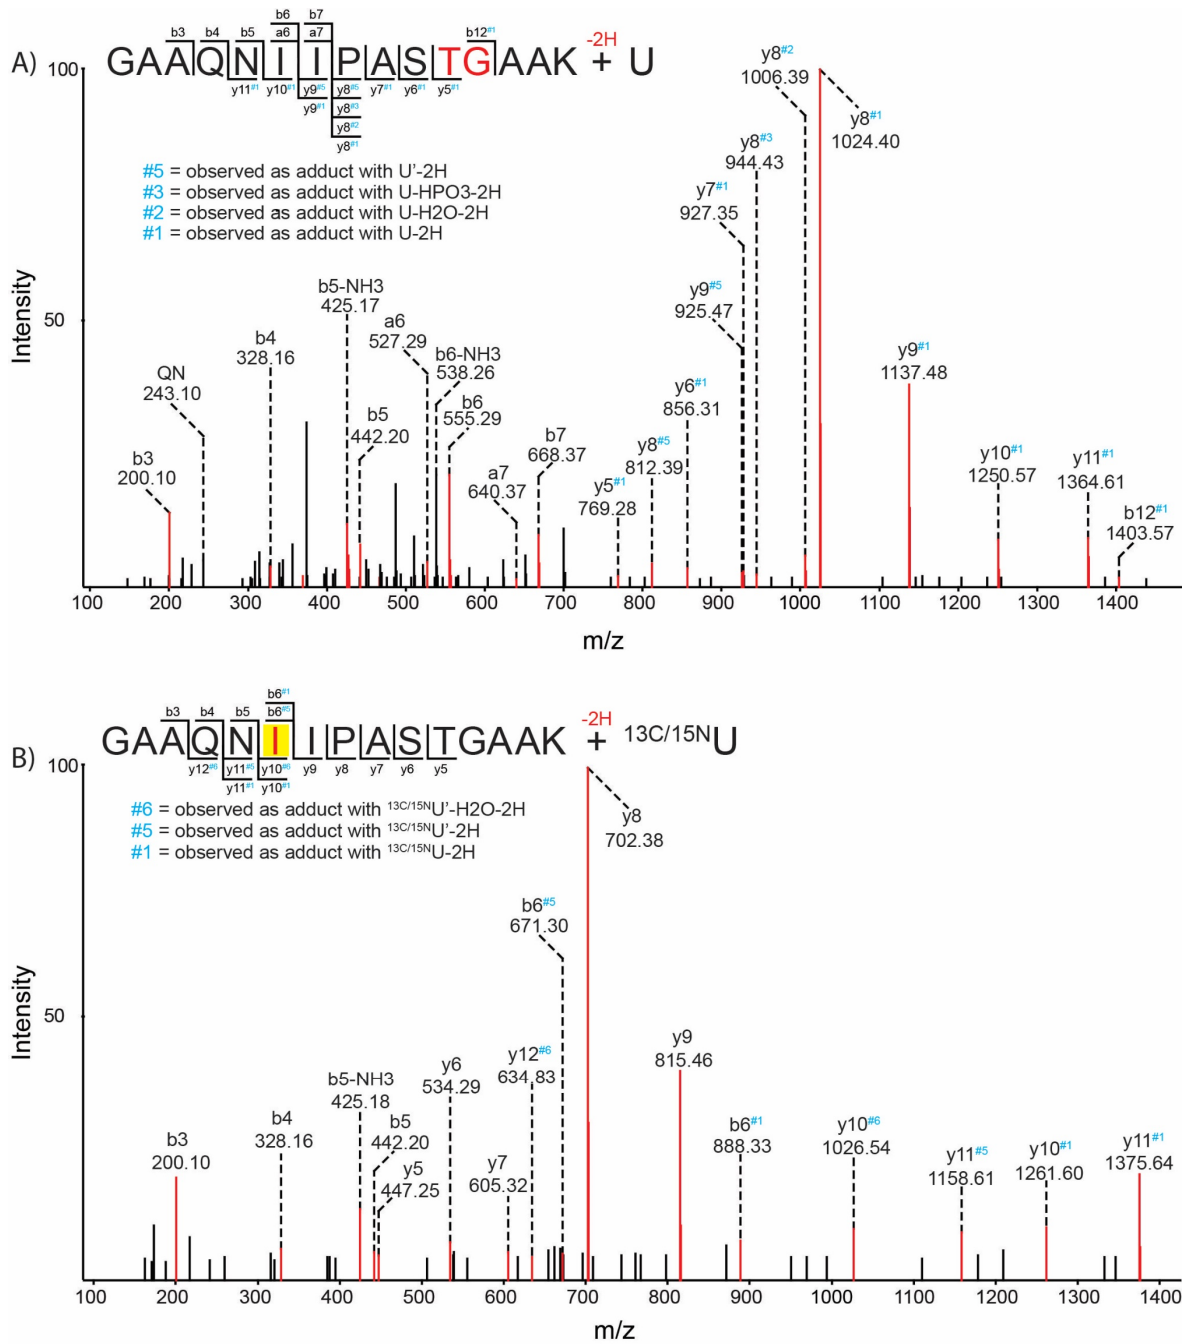 b6 b7
b3 b4 b5 a6 a7 b12#1
A) GAAQNIIPASTGAAK + U
-2H
y11#1 y10#1 y9#5 y8#5 y7#1 y6#1 y5#1
y9#1 y8#3
y8#2
y8#1
#5 = observed as adduct with U'-2H
#3 = observed as adduct with U-HPO3-2H
#2 = observed as adduct with U-H2O-2H
#1 = observed as adduct with U-2H
100
50
Intensity
b3
200.10
QN
243.10
b4
328.16
b5-NH3
425.17
b5
442.20
a6
527.29
b6-NH3
538.26
b6
555.29
a7
640.37
b7
668.37
y5#1
769.28
y8#5
812.39
y6#1
856.31
y9#5
925.47
y7#1
927.35
y8#3
944.43
y8#2
1006.39
y8#1
1024.40
y9#1
1137.48
y10#1
1250.57
y11#1
1364.61
b12#1
1403.57
100 200 300 400 500 600 700 800 900 1000 1100 1200 1300 1400
m/z
b6#1
b3 b4 b5 b6#5
B) GAAQNIIPASTGAAK + 13C/15NU
-2H
y12#6 y11#5 y10#6 y9 y8 y7 y6 y5
y11#1 y10#1
#6 = observed as adduct with 13C/15NU'-H2O-2H
#5 = observed as adduct with 13C/15NU'-2H
#1 = observed as adduct with 13C/15NU-2H
100
50
Intensity
b3
200.10
b4
328.16
b5-NH3
425.18
b5
442.20
y5
447.25
y6
534.29
y7
605.32
y12#6
634.83
b6#5
671.30
y8
702.38
y9
815.46
b6#1
888.33
y10#6
1026.54
y11#5
1158.61
y10#1
1261.60
y11#1
1375.64
100 200 300 400 500 600 700 800 900 1000 1100 1200 1300 1400
m/z